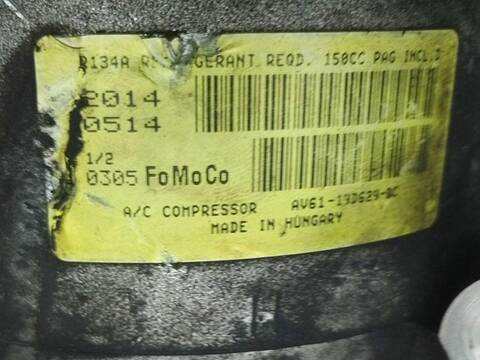 R134A REFRIGERANT REQD. 150CC PAG INCL.
2014
0514
1/2
0305 FoMoCo
A/C COMPRESSOR AV61-19D629-BC
MADE IN HUNGARY